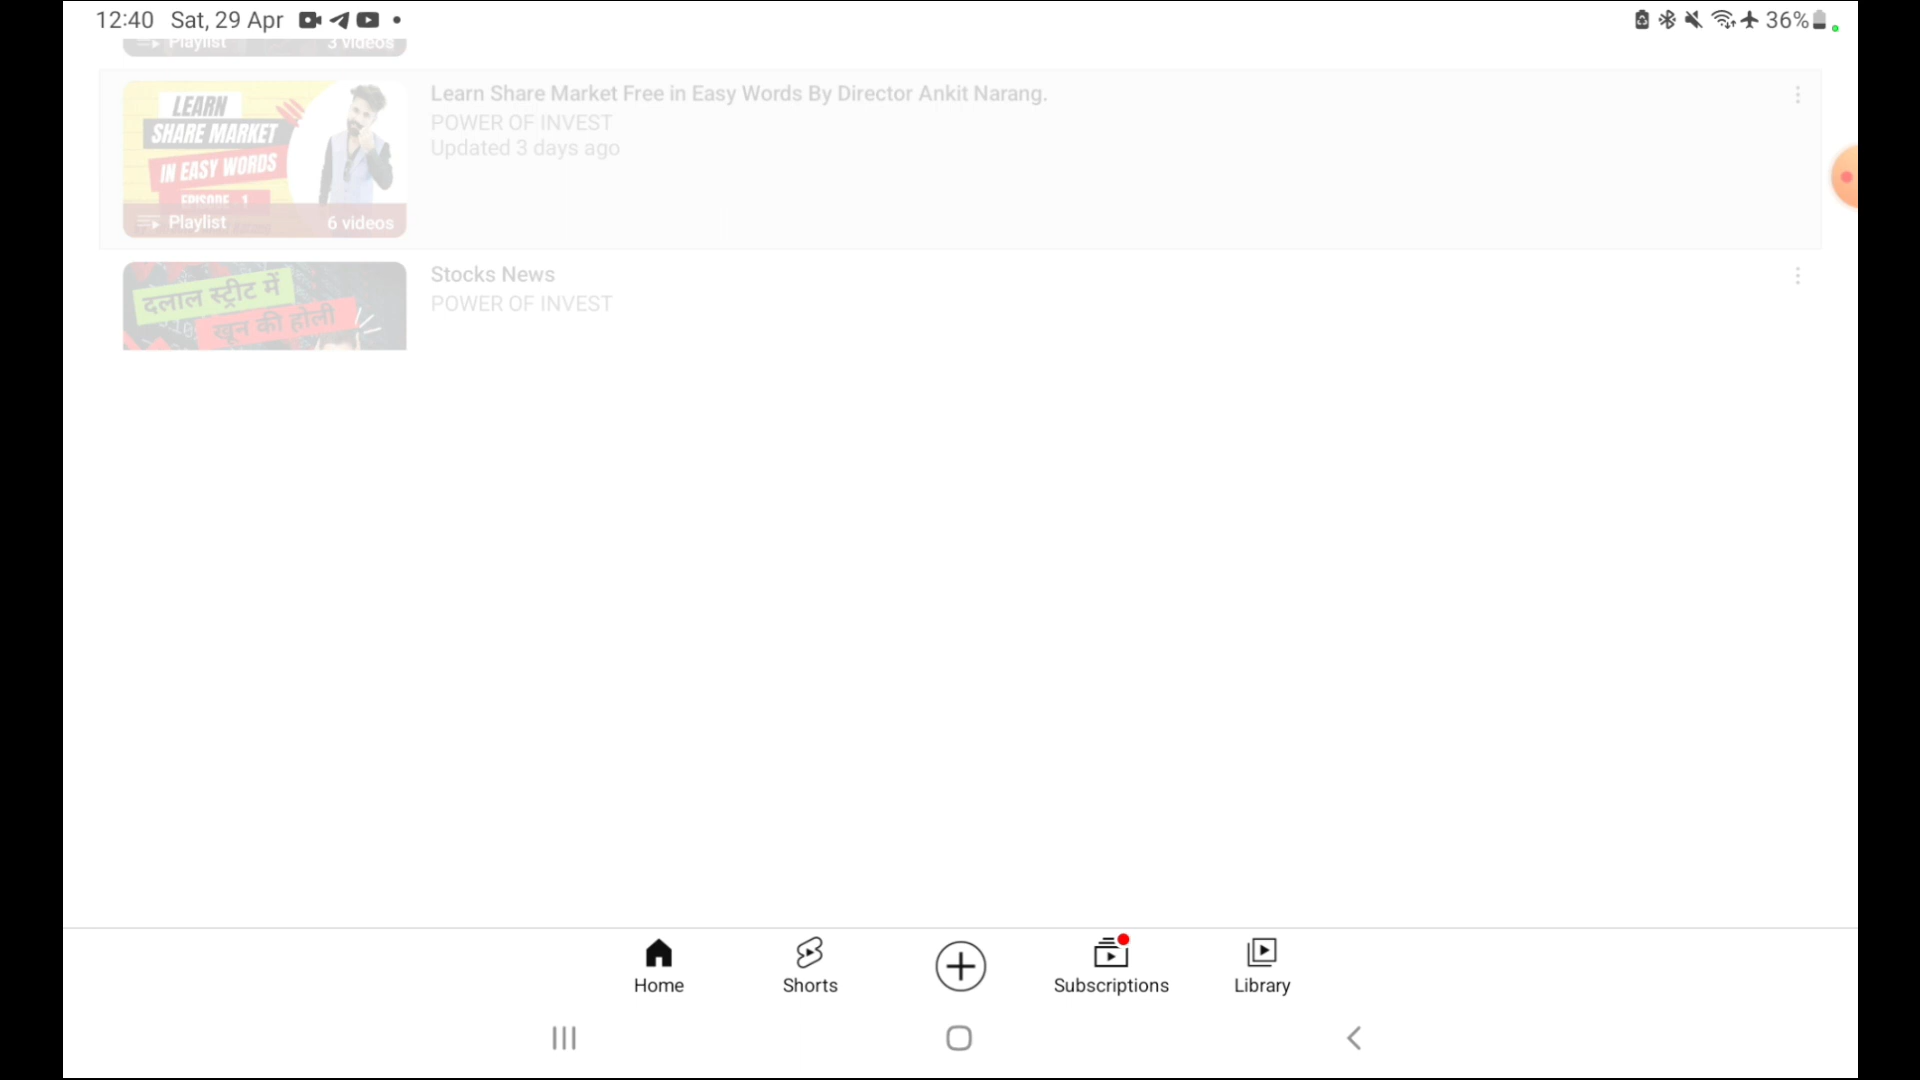 12:40 Sat, 29 Apr
36%
Playlist 3 videos
LEARN
SHARE MARKET
IN EASY WORDS
EPISODE - 1
Playlist 6 videos
Learn Share Market Free in Easy Words By Director Ankit Narang.
POWER OF INVEST
Updated 3 days ago
दलाल स्ट्रीट में
खून की होली
Stocks News
POWER OF INVEST
Home
Shorts
Subscriptions
Library